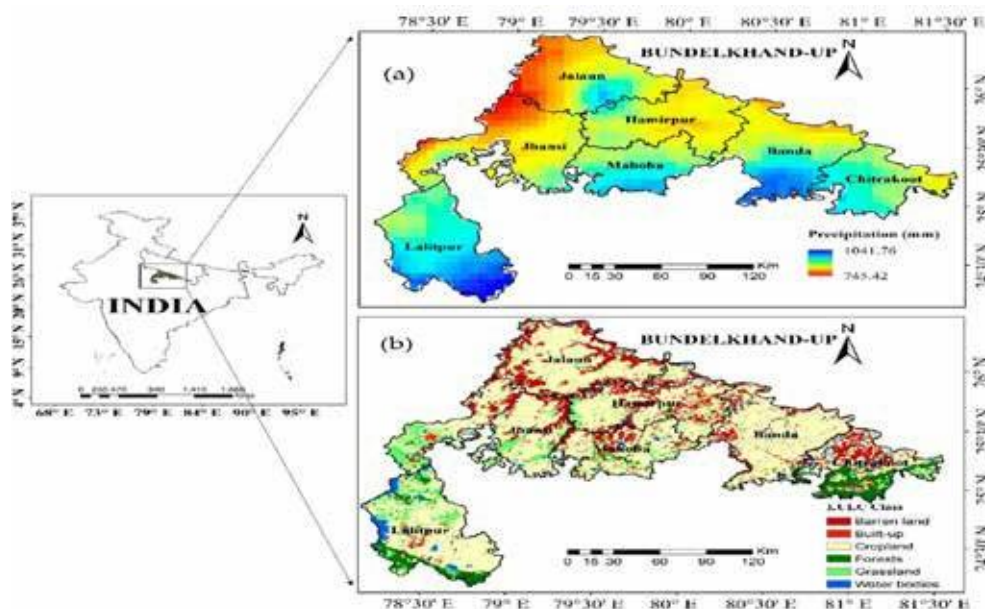 78°30' E 79° E 79°30' E 80° E 80°30' E 81° E 81°30' E
BUNDELKHAND-UP
N
(a)
Jalaun
Hamirpur
Jhansi
Mahoba
Banda
Chitrakoot
Lalitpur
Precipitation (mm)
1041.76
745.42
0 15 30 60 90 120
Km
N
INDIA
68° E 73° E 79° E 84° E 90° E 95° E
BUNDELKHAND-UP
N
(b)
Jalaun
Hamirpur
Jhansi
Banda
Lalitpur
LULC Class
Barren land
Built-up
Cropland
Forests
Grassland
Water bodies
0 15 30 60 90 120
Km
78°30' E 79° E 79°30' E 80° E 80°30' E 81° E 81°30' E